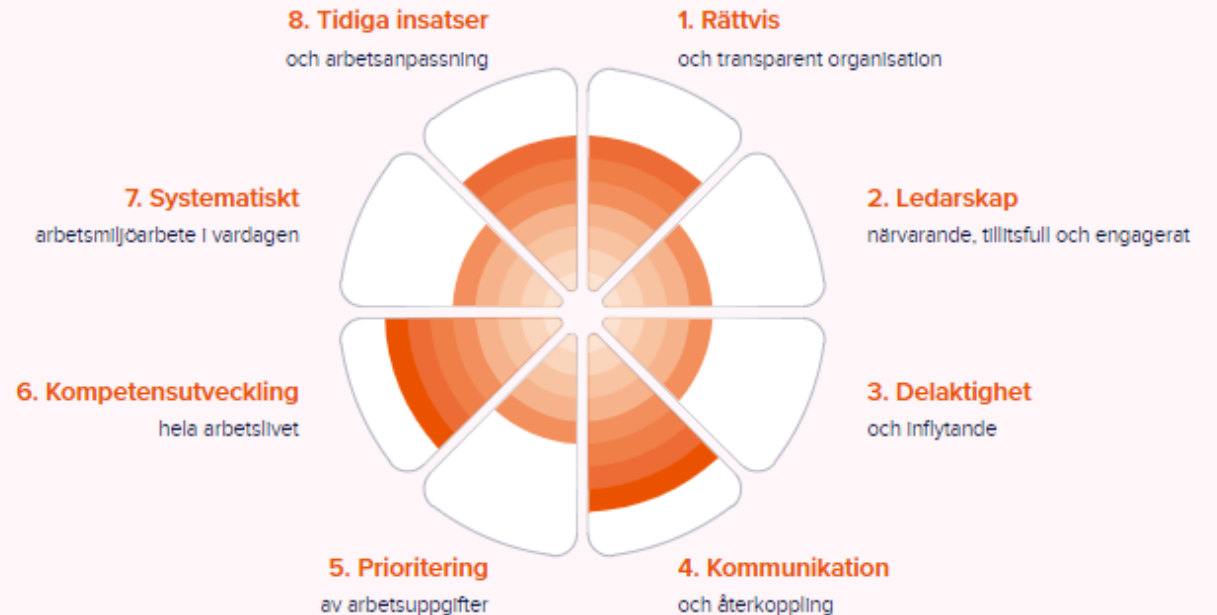 8. Tidiga insatser
och arbetsanpassning
1. Rättvis
och transparent organisation
7. Systematiskt
arbetsmiljöarbete i vardagen
2. Ledarskap
närvarande, tillitsfull och engagerat
6. Kompetensutveckling
hela arbetslivet
3. Delaktighet
och inflytande
5. Prioritering
av arbetsuppgifter
4. Kommunikation
och återkoppling